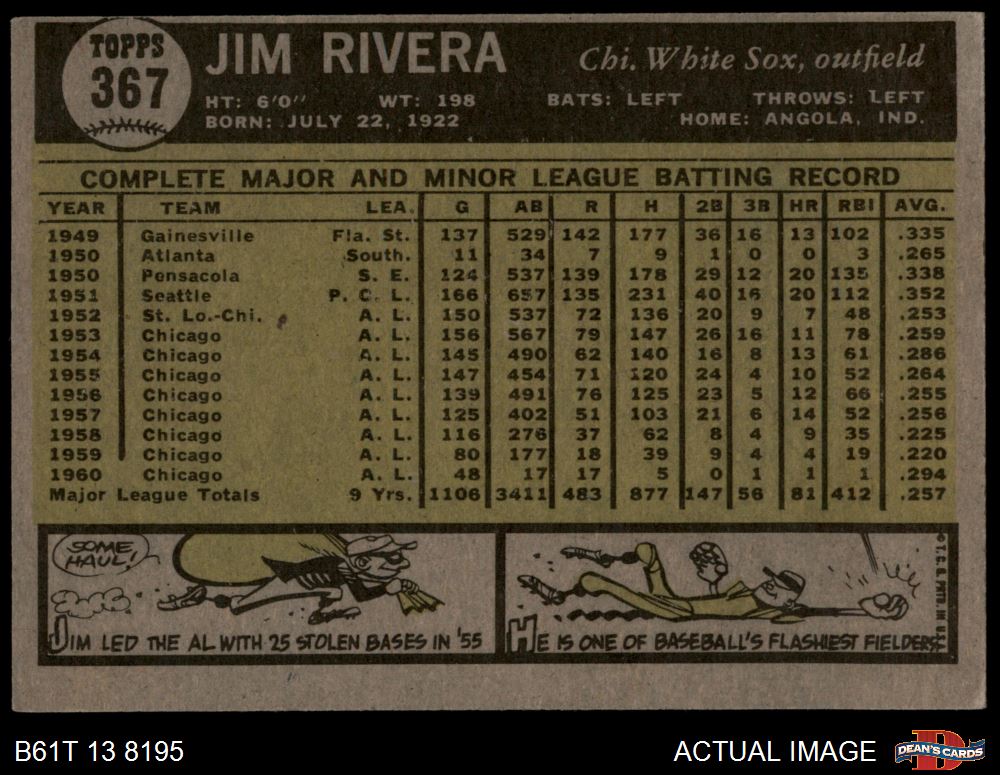 TOPPS
367
JIM RIVERA
Chi. White Sox, outfield
HT: 6'0" WT: 198 BATS: LEFT THROWS: LEFT
BORN: JULY 22, 1922 HOME: ANGOLA, IND.
COMPLETE MAJOR AND MINOR LEAGUE BATTING RECORD
YEAR TEAM LEA. G AB R H 2B 3B HR RBI AVG.
1949 Gainesville Fla. St. 137 529 142 177 36 16 13 102 .335
1950 Atlanta South. 11 34 7 9 1 0 0 3 .265
1950 Pensacola S. E. 124 537 139 178 29 12 20 135 .338
1951 Seattle P. C. L. 166 657 135 231 40 16 20 112 .352
1952 St. Lo.-Chi. A. L. 150 537 72 136 20 9 7 48 .253
1953 Chicago A. L. 156 567 79 147 26 16 11 78 .259
1954 Chicago A. L. 145 490 62 140 16 8 13 61 .286
1955 Chicago A. L. 147 454 71 120 24 4 10 52 .264
1956 Chicago A. L. 139 491 76 125 23 5 12 66 .255
1957 Chicago A. L. 125 402 51 103 21 6 14 52 .256
1958 Chicago A. L. 116 276 37 62 8 4 9 35 .225
1959 Chicago A. L. 80 177 18 39 9 4 4 19 .220
1960 Chicago A. L. 48 17 17 5 0 1 1 1 .294
Major League Totals 9 Yrs. 1106 3411 483 877 147 56 81 412 .257
SOME
HAUL!
JIM LED THE AL WITH 25 STOLEN BASES IN '55
HE IS ONE OF BASEBALL'S FLASHIEST FIELDERS
© T. C. G. PRTD. IN U.S.A.
B61T 13 8195
ACTUAL IMAGE
D
DEAN'S CARDS